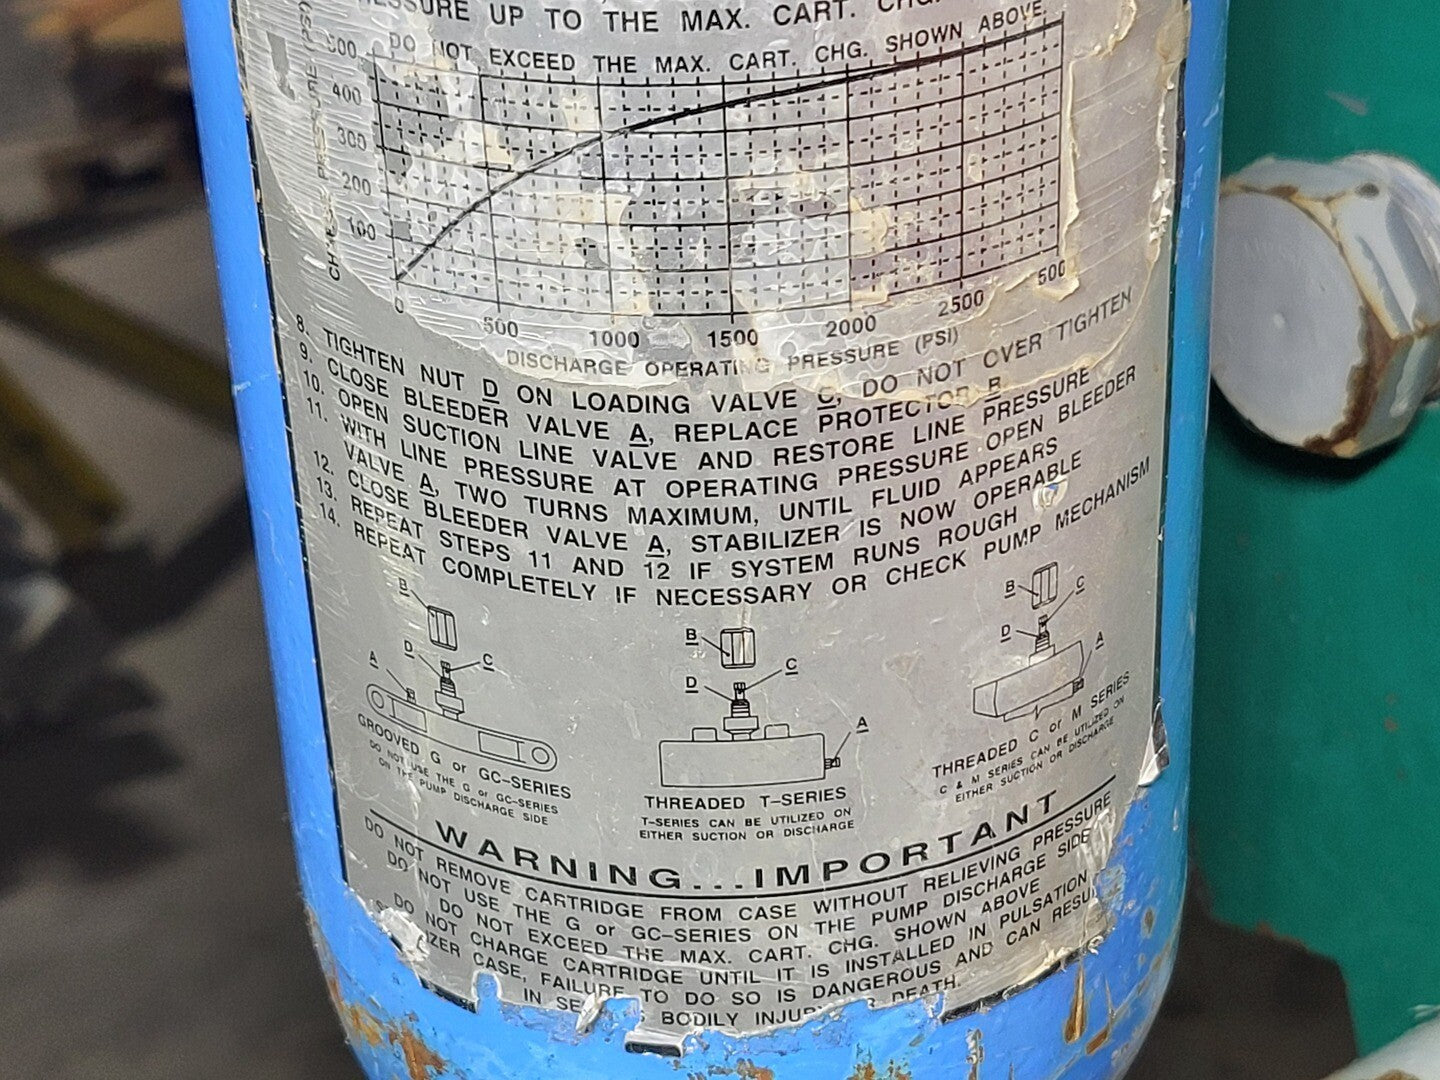 SSURE UP TO THE MAX. CART. CHG.
DO NOT EXCEED THE MAX. CART. CHG. SHOWN ABOVE.
500
400
300
200
100
0
500
1000
1500
2000
2500
500
DISCHARGE OPERATING PRESSURE (PSI)
8. TIGHTEN NUT D ON LOADING VALVE C, DO NOT OVER TIGHTEN
9. CLOSE BLEEDER VALVE A, REPLACE PROTECTOR B
10. OPEN SUCTION LINE VALVE AND RESTORE LINE PRESSURE
11. WITH LINE PRESSURE AT OPERATING PRESSURE OPEN BLEEDER
VALVE A, TWO TURNS MAXIMUM, UNTIL FLUID APPEARS
12. CLOSE BLEEDER VALVE A, STABILIZER IS NOW OPERABLE
13. REPEAT STEPS 11 AND 12 IF SYSTEM RUNS ROUGH
14. REPEAT COMPLETELY IF NECESSARY OR CHECK PUMP MECHANISM
B
D
C
A
GROOVED G or GC-SERIES
DO NOT USE THE G or GC-SERIES
ON THE PUMP DISCHARGE SIDE
B
C
D
A
THREADED T-SERIES
T-SERIES CAN BE UTILIZED ON
EITHER SUCTION OR DISCHARGE
B
C
D
A
THREADED C or M SERIES
C & M SERIES CAN BE UTILIZED ON
EITHER SUCTION OR DISCHARGE
WARNING...IMPORTANT
DO NOT REMOVE CARTRIDGE FROM CASE WITHOUT RELIEVING PRESSURE
DO NOT USE THE G or GC-SERIES ON THE PUMP DISCHARGE SIDE
DO NOT EXCEED THE MAX. CART. CHG. SHOWN ABOVE
DO NOT CHARGE CARTRIDGE UNTIL IT IS INSTALLED IN PULSATION
IZER CASE, FAILURE TO DO SO IS DANGEROUS AND CAN RESU
IN SE S BODILY INJU R DEATH.